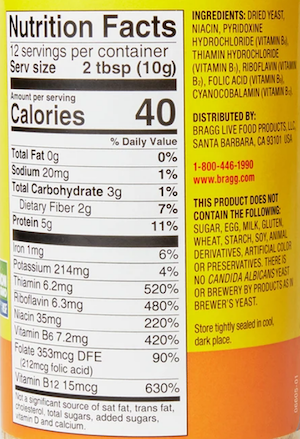 Nutrition Facts
12 servings per container
Serv size 2 tbsp (10g)
Amount per serving
Calories 40
% Daily Value
Total Fat 0g 0%
Sodium 20mg 1%
Total Carbohydrate 3g 1%
Dietary Fiber 2g 7%
Protein 5g 11%
Iron 1mg 6%
Potassium 214mg 4%
Thiamin 6.2mg 520%
Riboflavin 6.3mg 480%
Niacin 35mg 220%
Vitamin B6 7.2mg 420%
Folate 353mcg DFE 90%
(212mcg folic acid)
Vitamin B12 15mcg 630%
Not a significant source of sat fat, trans fat,
cholesterol, total sugars, added sugars,
vitamin D and calcium.
INGREDIENTS: DRIED YEAST,
NIACIN, PYRIDOXINE
HYDROCHLORIDE (VITAMIN B₆),
THIAMIN HYDROCHLORIDE
(VITAMIN B₁), RIBOFLAVIN (VITAMIN
B₂), FOLIC ACID (VITAMIN B₉),
CYANOCOBALAMIN (VITAMIN B₁₂).
DISTRIBUTED BY:
BRAGG LIVE FOOD PRODUCTS, LLC.
SANTA BARBARA, CA 93101 USA
1-800-446-1990
www.bragg.com
THIS PRODUCT DOES NOT
CONTAIN THE FOLLOWING:
SUGAR, EGG, MILK, GLUTEN,
WHEAT, STARCH, SOY, ANIMAL
DERIVATIVES, ARTIFICIAL COLOR
OR PRESERVATIVES. THERE IS
NO CANDIDA ALBICANS YEAST
OR BREWERY BY PRODUCTS AS IN
BREWER'S YEAST.
Store tightly sealed in cool,
dark place.